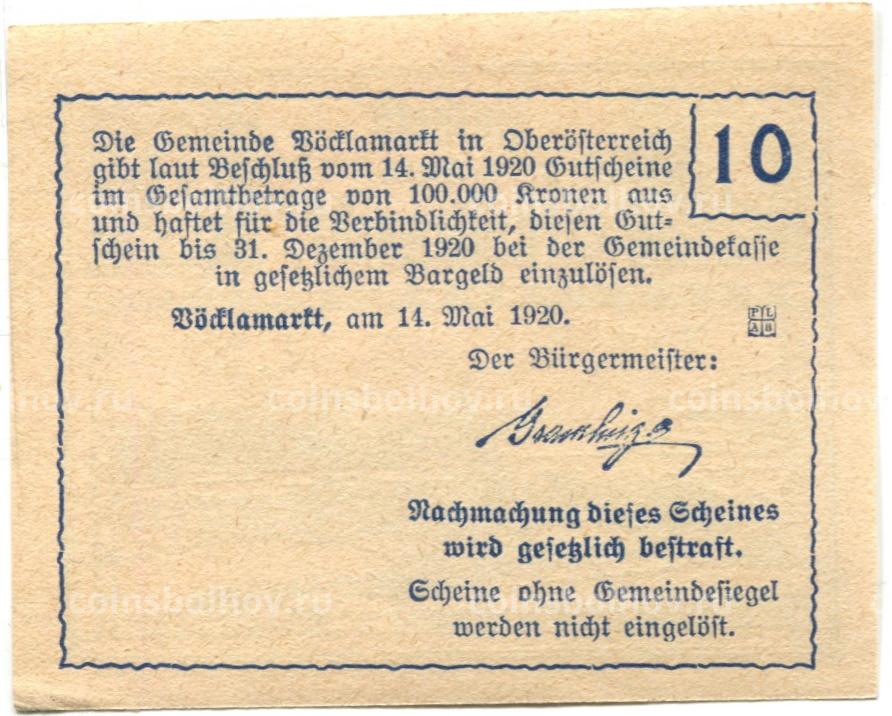 Die Gemeinde Vöcklamarkt in Oberösterreich
10
gibt laut Beschluß vom 14. Mai 1920 Gutscheine
im Gesamtbetrage von 100.000 Kronen aus
und haftet für die Verbindlichkeit, diesen Gut=
schein bis 31. Dezember 1920 bei der Gemeindekasse
in gesetzlichem Bargeld einzulösen.
Vöcklamarkt, am 14. Mai 1920.
P L
A B
Der Bürgermeister:
Nachmachung dieses Scheines
wird gesetzlich bestraft.
Scheine ohne Gemeindesiegel
werden nicht eingelöst.
coinsbolhov.ru